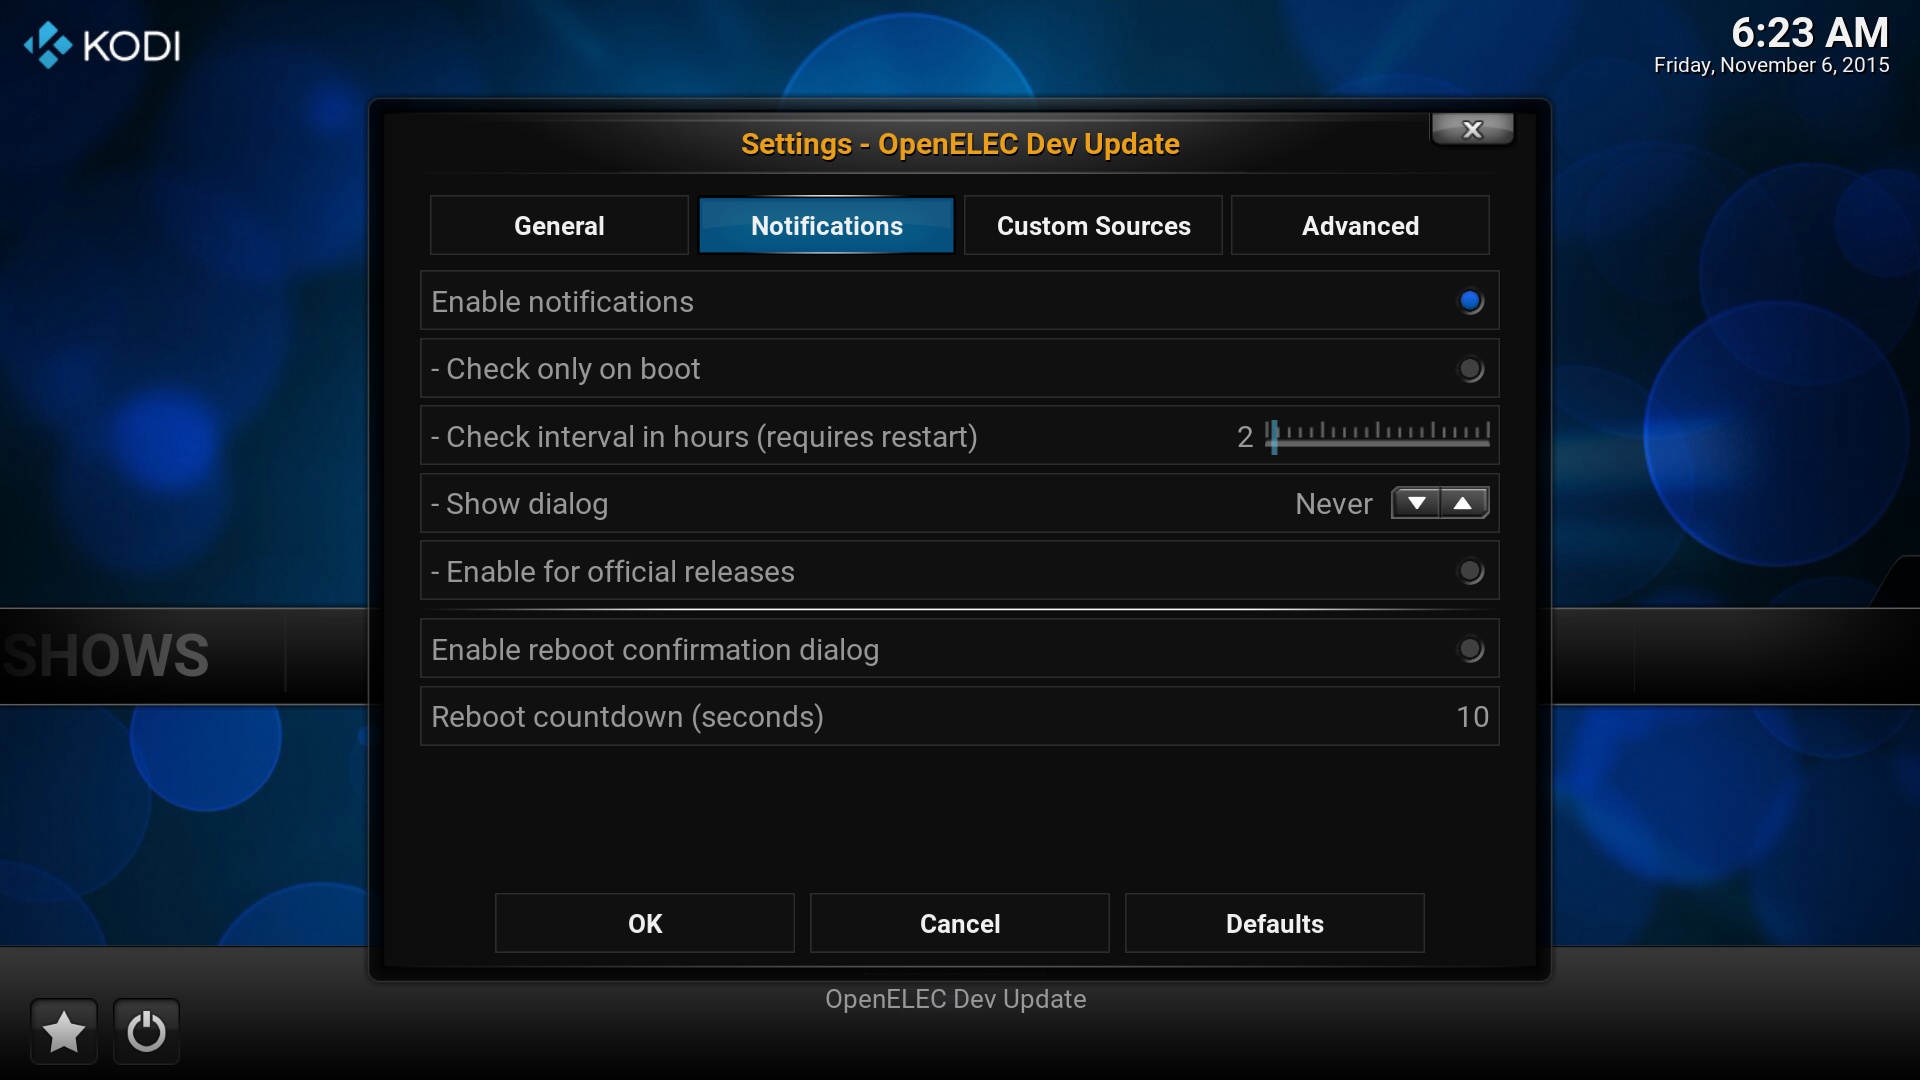 KODI
6:23 AM
Friday, November 6, 2015
Settings - OpenELEC Dev Update
General
Notifications
Custom Sources
Advanced
Enable notifications
- Check only on boot
- Check interval in hours (requires restart) 2
- Show dialog Never
- Enable for official releases
Enable reboot confirmation dialog
Reboot countdown (seconds) 10
SHOWS
OK
Cancel
Defaults
OpenELEC Dev Update